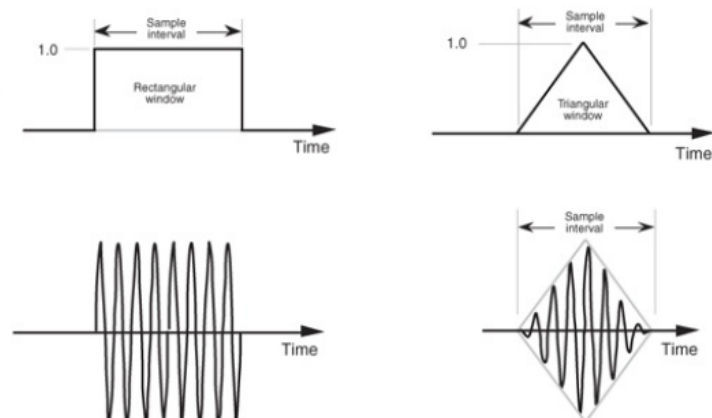 Sample
interval
1.0
Rectangular
window
Time
Sample
interval
1.0
Triangular
window
Time
Time
Sample
interval
Time